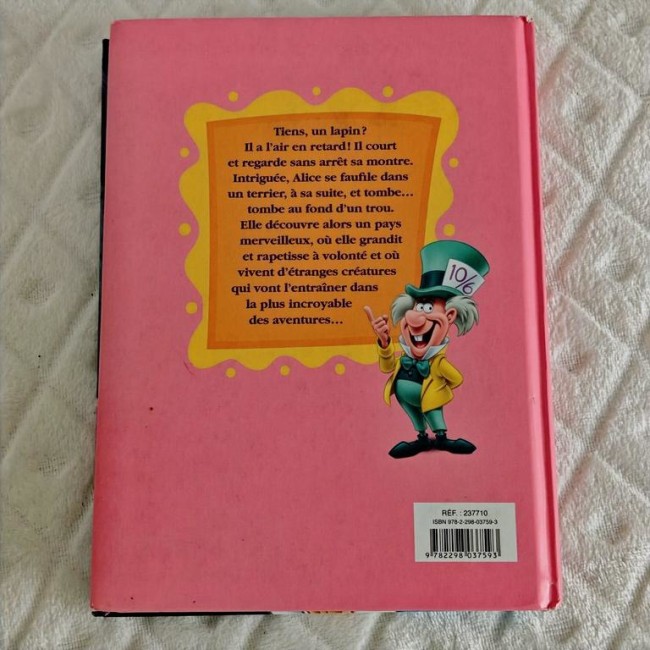 Tiens, un lapin?
Il a l'air en retard! Il court
et regarde sans arrêt sa montre.
Intriguée, Alice se faufile dans
un terrier, à sa suite, et tombe...
tombe au fond d'un trou.
Elle découvre alors un pays
merveilleux, où elle grandit
et rapetisse à volonté et où
vivent d'étranges créatures
qui vont l'entraîner dans
la plus incroyable
des aventures...
10/6
RÉF. : 237710
ISBN 978-2-298-03759-3
9 782298 037593